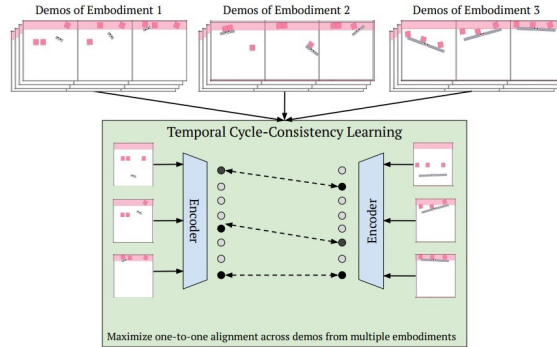 Demos of Embodiment 1
Demos of Embodiment 2
Demos of Embodiment 3
Temporal Cycle-Consistency Learning
Encoder
Encoder
Maximize one-to-one alignment across demos from multiple embodiments